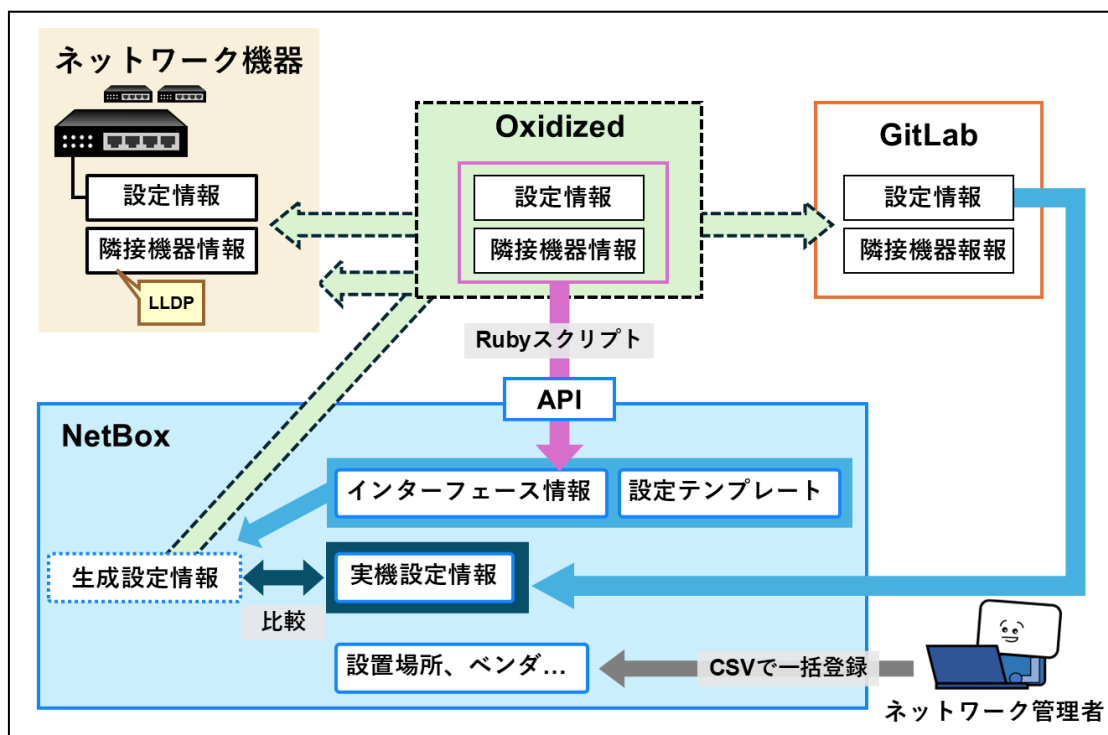 ネットワーク機器
設定情報
隣接機器情報
LLDP
Oxidized
設定情報
隣接機器情報
GitLab
設定情報
隣接機器報報
Rubyスクリプト
API
NetBox
インターフェース情報
設定テンプレート
生成設定情報
比較
実機設定情報
設置場所、ベンダ…
CSVで一括登録
ネットワーク管理者